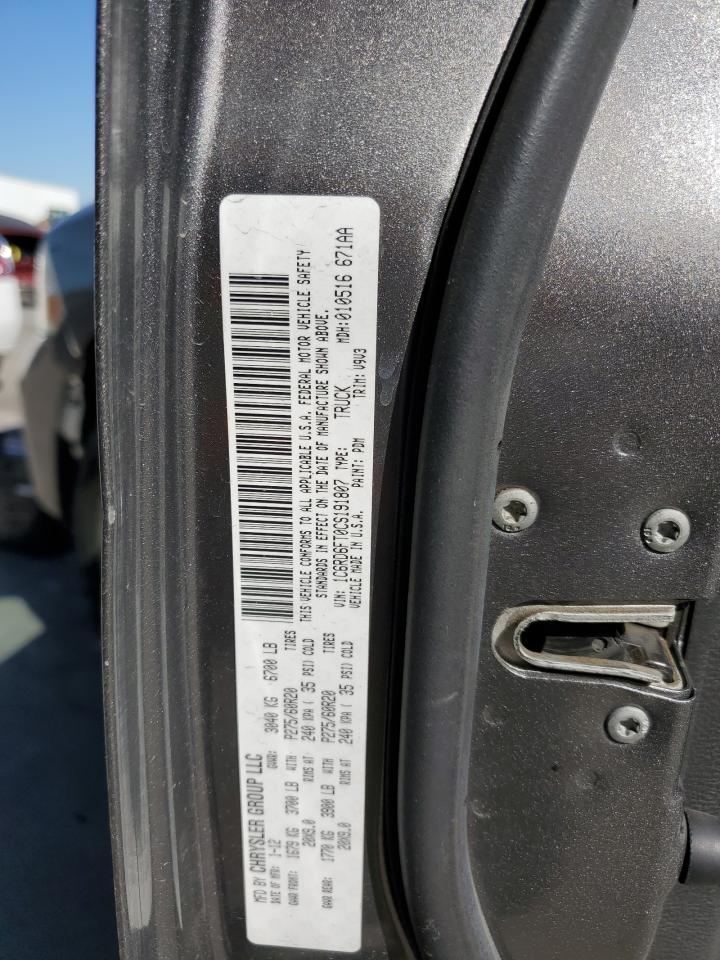 MFD BY CHRYSLER GROUP LLC
DATE OF MFR: 1-12 GVWR: 3040 KG 6700 LB
GAWR FRONT: 1679 KG 3700 LB WITH P275/60R20 TIRES
20X9.0 RIMS AT 240 KPA ( 35 PSI) COLD
GAWR REAR: 1770 KG 3900 LB WITH P275/60R20 TIRES
20X9.0 RIMS AT 240 KPA ( 35 PSI) COLD
THIS VEHICLE CONFORMS TO ALL APPLICABLE U.S.A. FEDERAL MOTOR VEHICLE SAFETY
STANDARDS IN EFFECT ON THE DATE OF MANUFACTURE SHOWN ABOVE.
VIN: 1C6RD6FT0CS191807 TYPE: TRUCK MDH:010516 671AA
VEHICLE MADE IN U.S.A. PAINT: PDM TRIM: V9V3